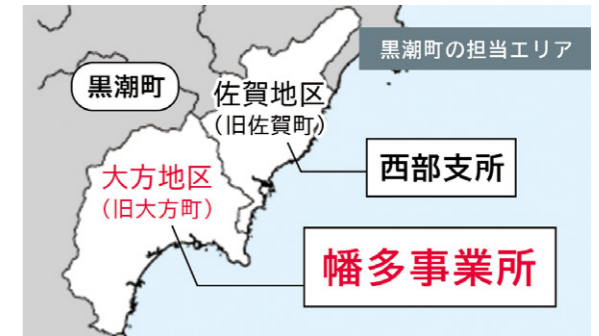 黒潮町の担当エリア
黒潮町
佐賀地区
（旧佐賀町）
西部支所
大方地区
（旧大方町）
幡多事業所